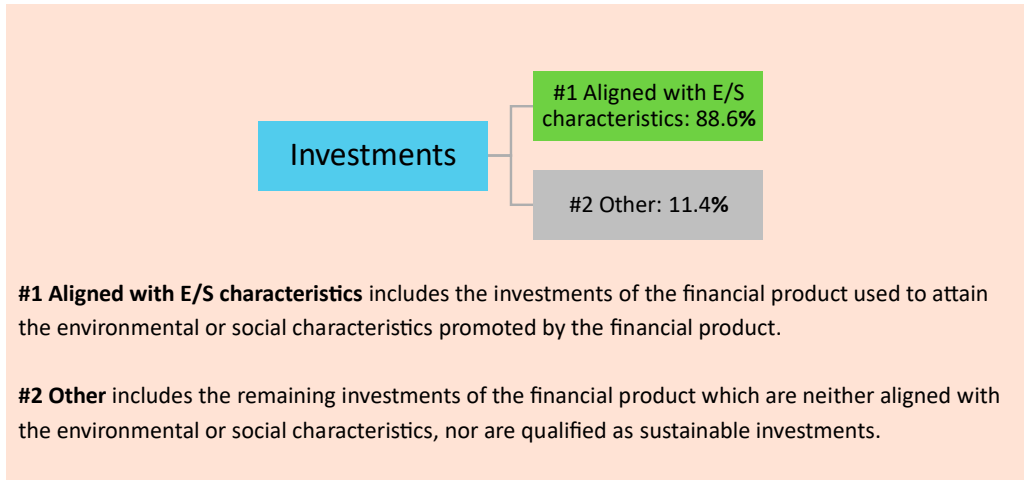 #1 Aligned with E/S
characteristics: 88.6%
Investments
#2 Other: 11.4%
#1 Aligned with E/S characteristics includes the investments of the financial product used to attain
the environmental or social characteristics promoted by the financial product.
#2 Other includes the remaining investments of the financial product which are neither aligned with
the environmental or social characteristics, nor are qualified as sustainable investments.